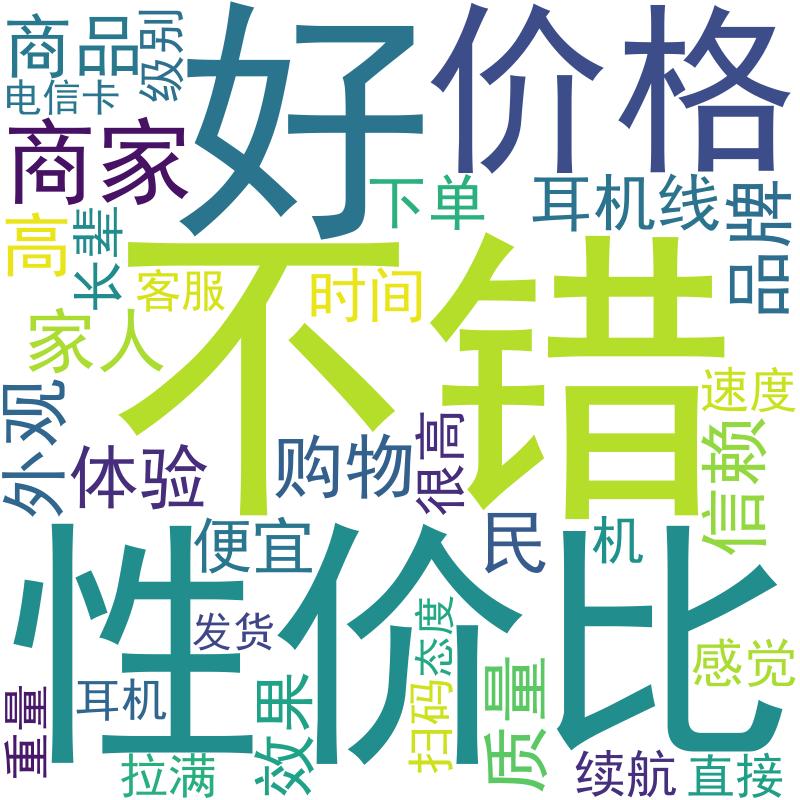 商品
级别
好
价格
电信卡
商家
下单
耳机线
品牌
高
长辈
不错
客服
时间
家人
速度
外观
体验
购物
很高
信赖
便宜
民
机
性价比
发货
态度
感觉
重量
耳机
效果
扫码
质量
拉满
续航
直接